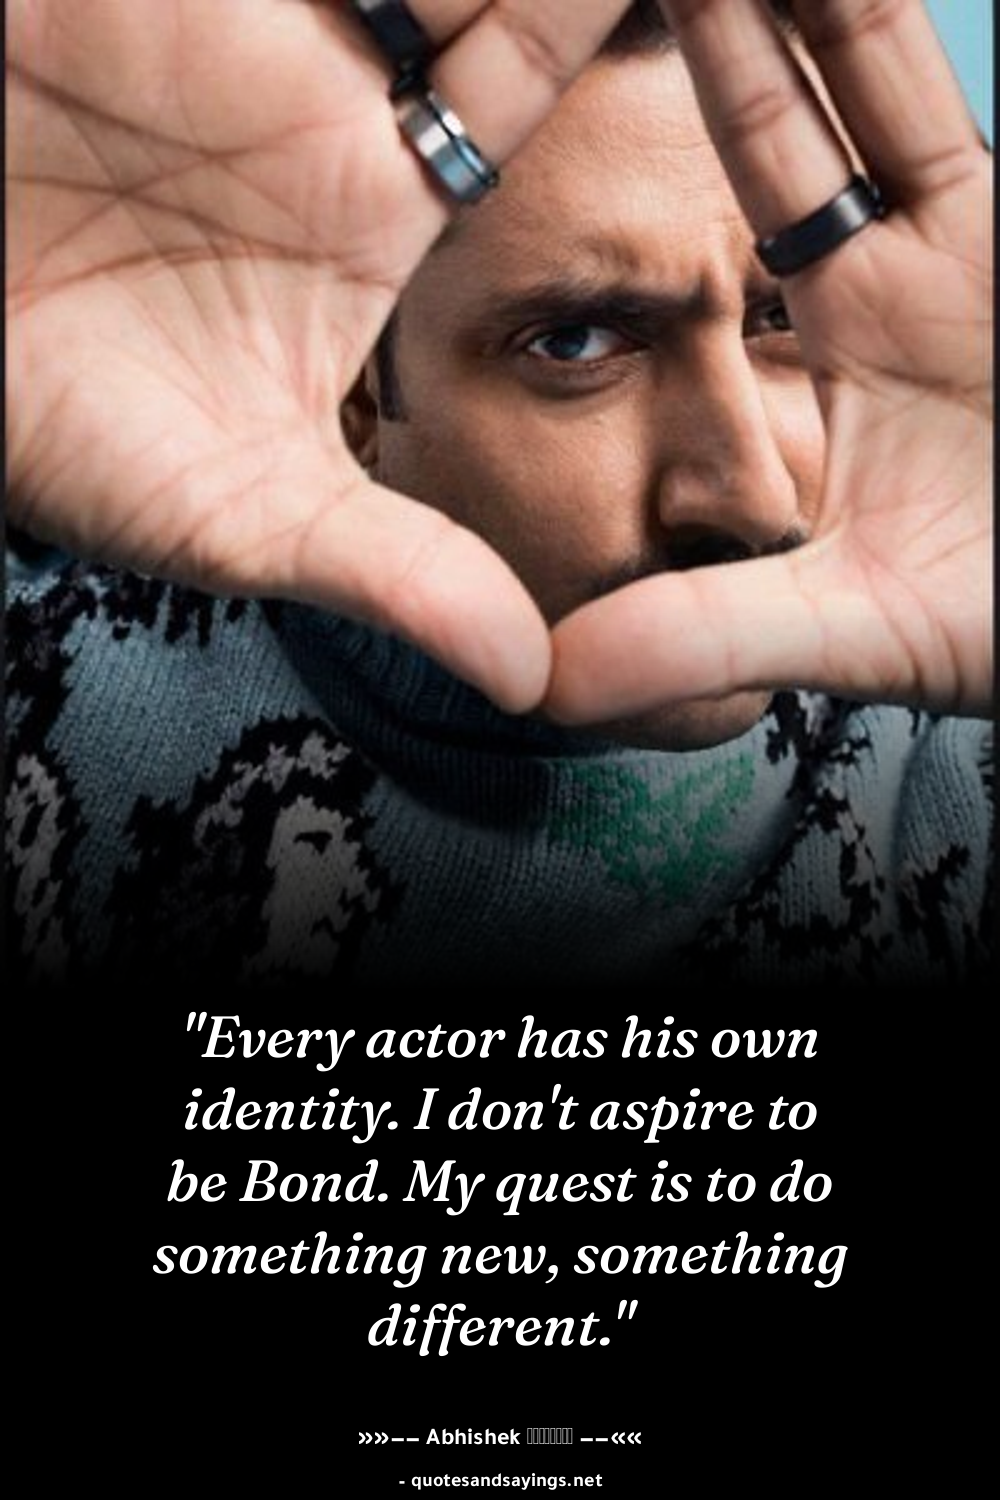 "Every actor has his own
identity. I don't aspire to
be Bond. My quest is to do
something new, something
different."
»»–– Abhishek ––««
- quotesandsayings.net